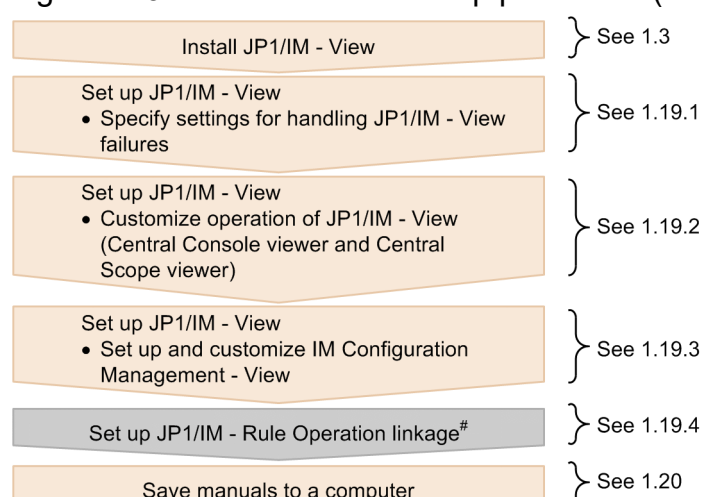 Install JP1/IM - View
See 1.3
Set up JP1/IM - View
• Specify settings for handling JP1/IM - View
failures
See 1.19.1
Set up JP1/IM - View
• Customize operation of JP1/IM - View
(Central Console viewer and Central
Scope viewer)
See 1.19.2
Set up JP1/IM - View
• Set up and customize IM Configuration
Management - View
See 1.19.3
Set up JP1/IM - Rule Operation linkage#
See 1.19.4
Save manuals to a computer
See 1.20